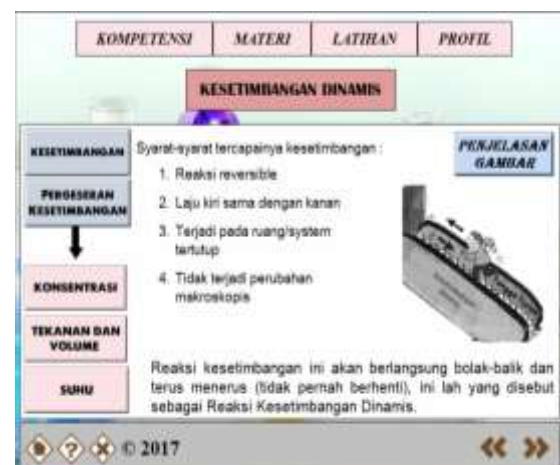 KOMPETENSI
MATERI
LATIHAN
PROFIL
KESETIMBANGAN DINAMIS
KESETIMBANGAN
PERGESERAN
KESETIMBANGAN
KONSENTRASI
TEKANAN DAN
VOLUME
SUHU
Syarat-syarat tercapainya kesetimbangan :
1. Reaksi reversible
2. Laju kiri sama dengan kanan
3. Terjadi pada ruang/system
tertutup
4. Tidak terjadi perubahan
makroskopis
PENJELASAN
GAMBAR
Reaksi kesetimbangan ini akan berlangsung bolak-balik dan
terus menerus (tidak pernah berhenti), ini lah yang disebut
sebagai Reaksi Kesetimbangan Dinamis.
?
© 2017